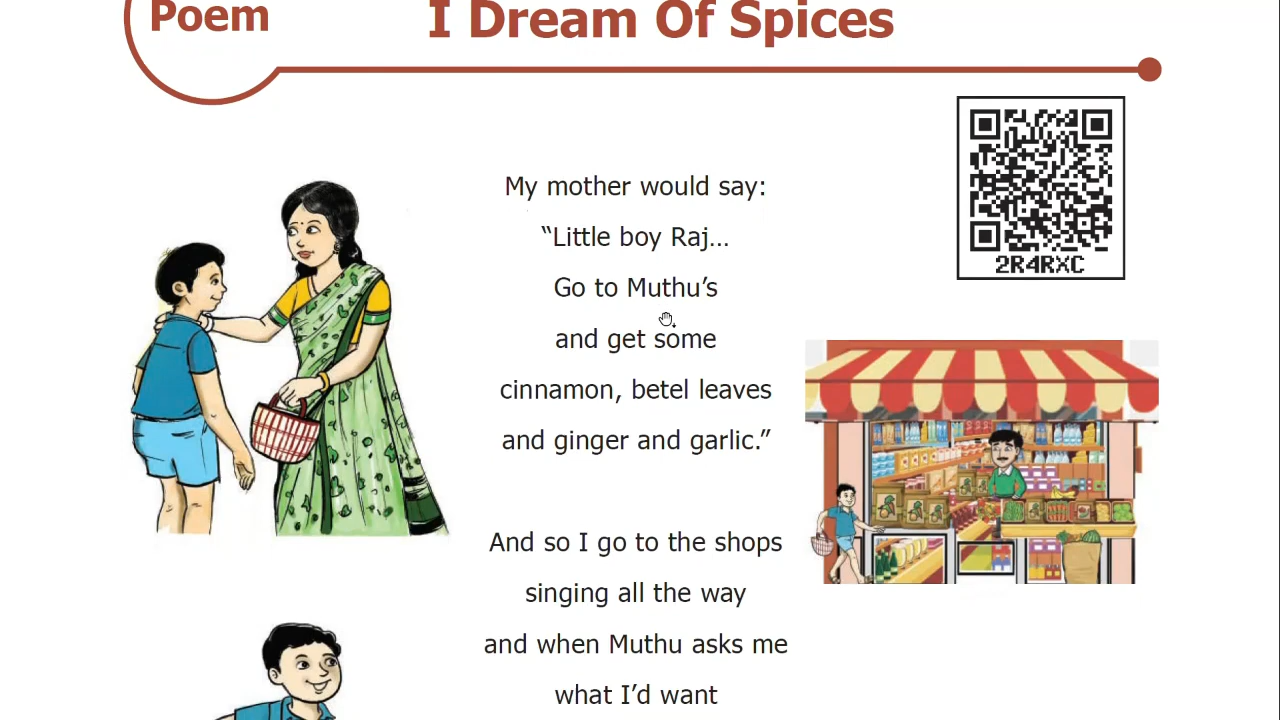 Poem
I Dream Of Spices
2R4RXC
My mother would say:
“Little boy Raj...
Go to Muthu’s
and get some
cinnamon, betel leaves
and ginger and garlic.”
And so I go to the shops
singing all the way
and when Muthu asks me
what I’d want